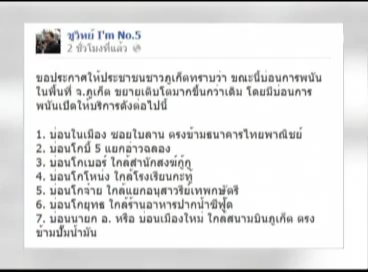 ชูวิทย์ I'm No.5
2 ชั่วโมงที่แล้ว
ขอประกาศให้ประชาชนชาวภูเก็ตทราบว่า ขณะนี้บ่อนการพนัน
ในพื้นที่ จ.ภูเก็ต ขยายเติบโตมากขึ้นกว่าเดิม โดยมีบ่อนการ
พนันเปิดให้บริการดังต่อไปนี้
1. บ่อนในเมือง ซอยใบลาน ตรงข้ามธนาคารไทยพาณิชย์
2. บ่อนโกนี้ 5 แยกอ่าวฉลอง
3. บ่อนโกเบอร์ ใกล้สำนักสงฆ์กู้กู
4. บ่อนโกโหน่ง ใกล้โรงเรียนกะทู้
5. บ่อนโกจ๋าย ใกล้แยกอนุสาวรีย์เทพกษัตรี
6. บ่อนโกยุทธ ใกล้ร้านอาหารปากน้ำซีฟู้ด
7. บ่อนนายก อ. หรือ บ่อนเมืองใหม่ ใกล้สนามบินภูเก็ต ตรง
ข้ามปั๊มน้ำมัน